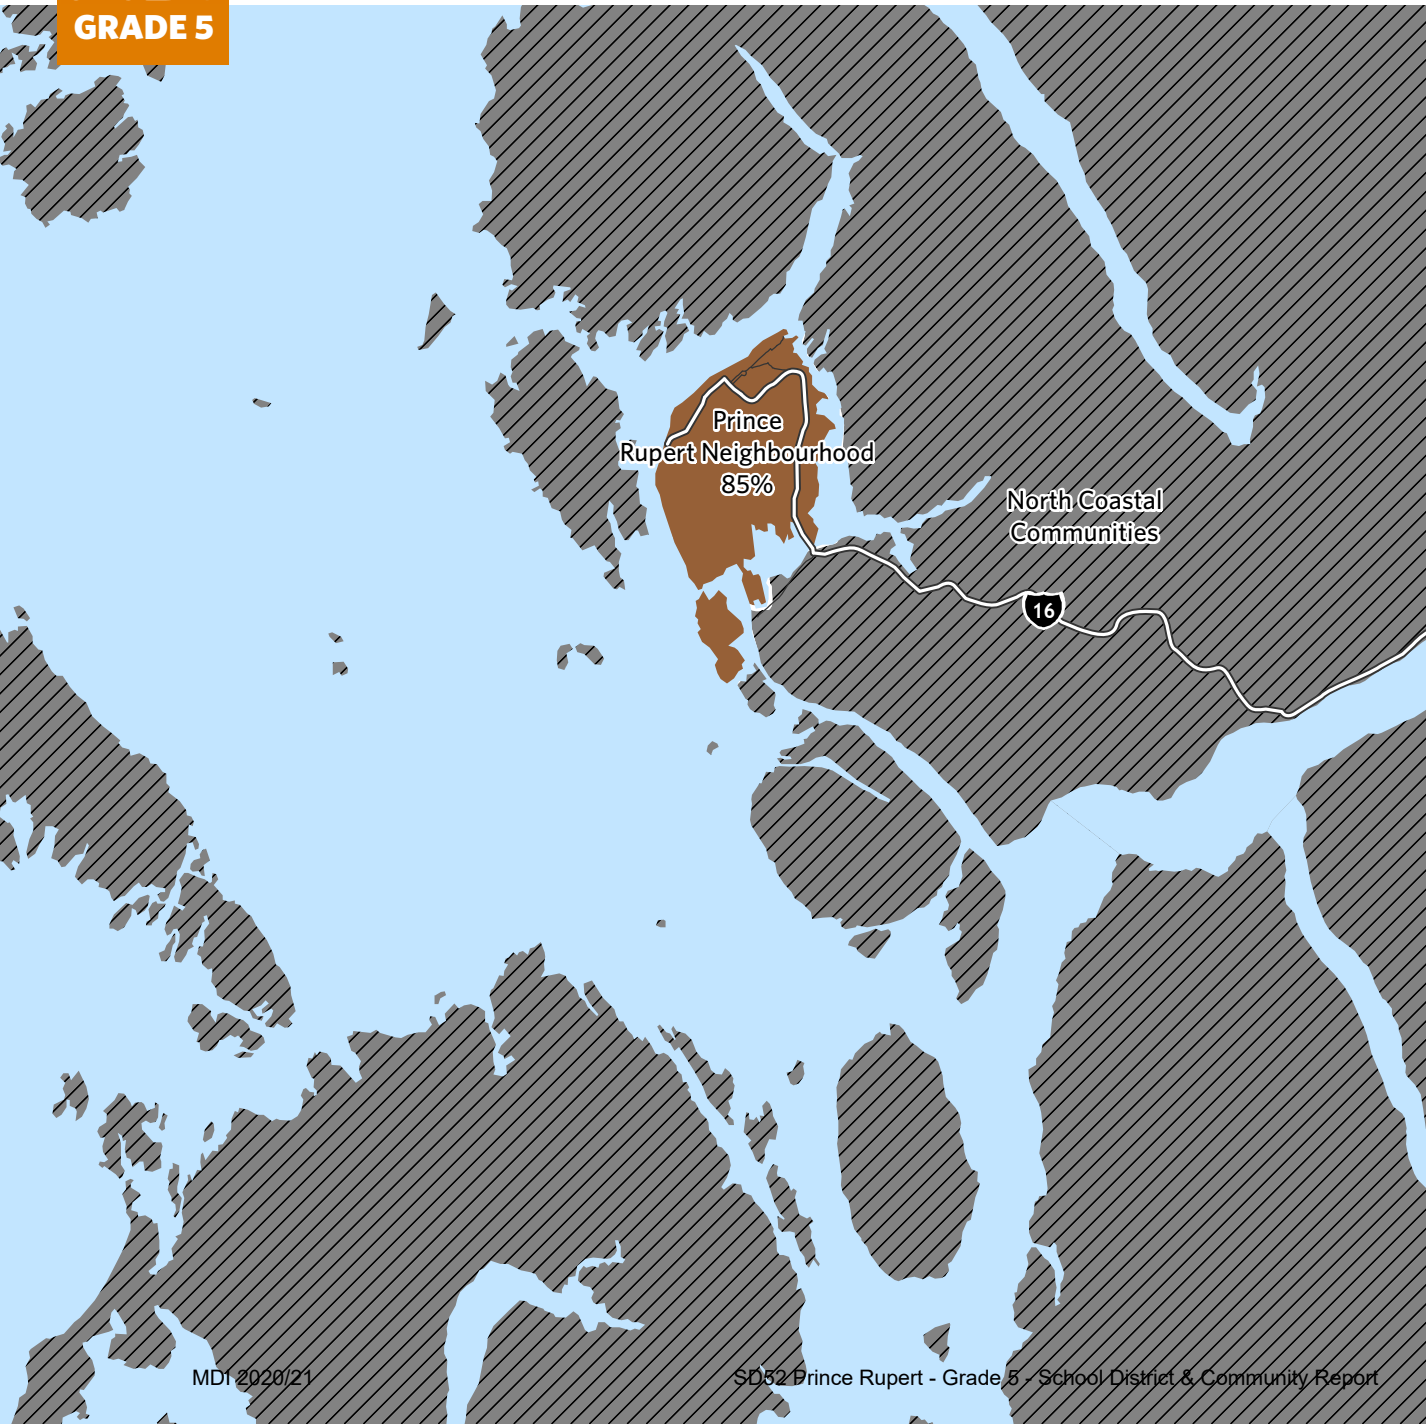 GRADE 5
Prince
Rupert Neighbourhood
85%
North Coastal
Communities
16
MDI 2020/21
SD52 Prince Rupert - Grade 5 - School District & Community Report